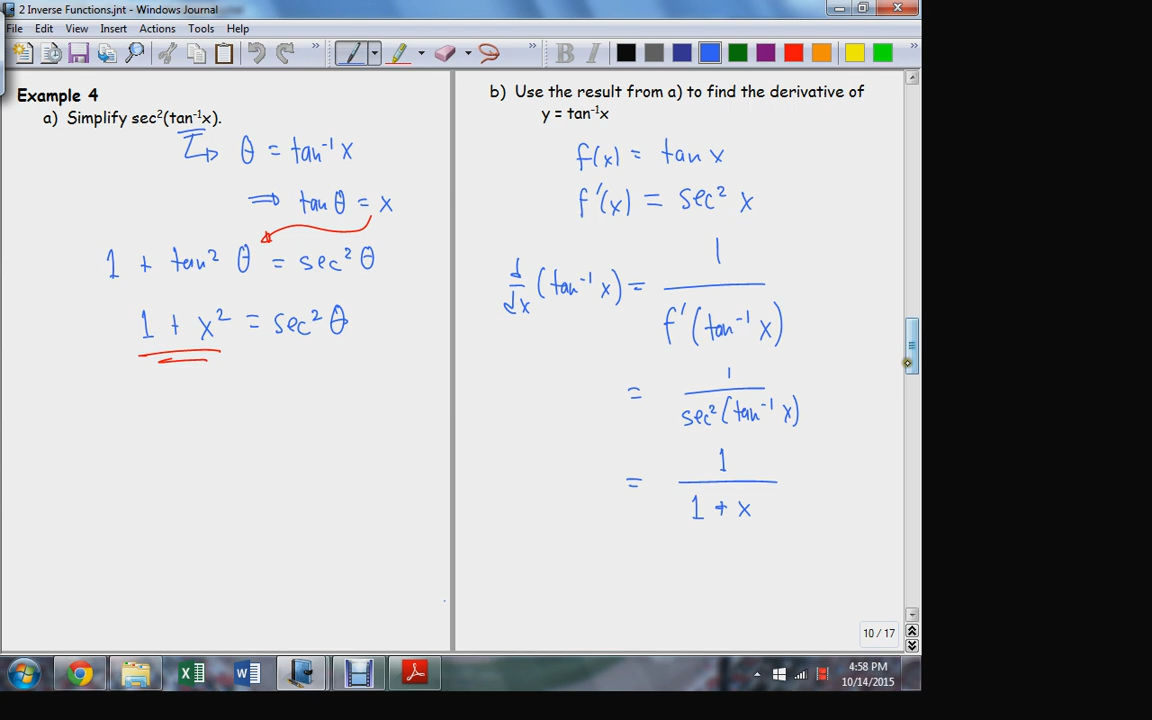 2 Inverse Functions.jnt - Windows Journal
File Edit View Insert Actions Tools Help
B I
Example 4
a) Simplify sec²(tan⁻¹x).
θ = tan⁻¹ x
⇒ tan θ = x
1 + tan² θ = sec² θ
1 + x² = sec² θ
b) Use the result from a) to find the derivative of
y = tan⁻¹x
f(x) = tan x
f'(x) = sec² x
d/dx (tan⁻¹ x) = 1 / f'(tan⁻¹ x)
= 1 / sec²(tan⁻¹ x)
= 1 / 1 + x
10 / 17
4:58 PM
10/14/2015